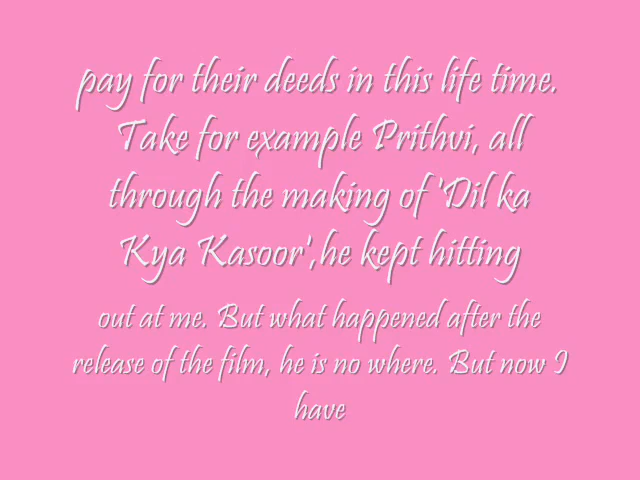 pay for their deeds in this life time.
Take for example Prithvi, all
through the making of 'Dil ka
Kya Kasoor',he kept hitting
out at me. But what happened after the
release of the film, he is no where. But now I
have